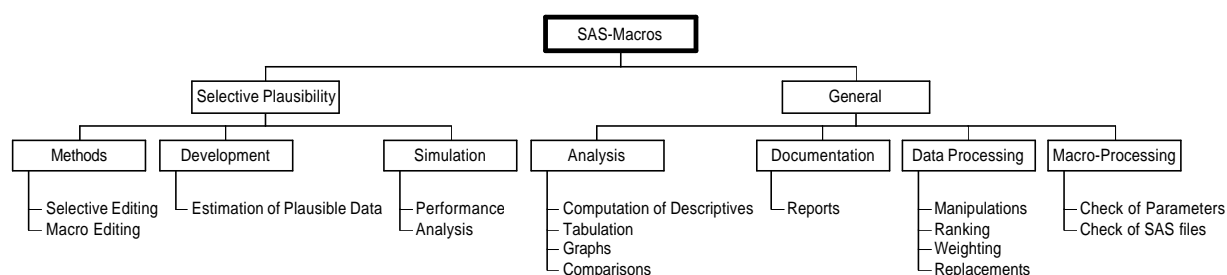 SAS-Macros
Selective Plausibility
General
Methods
Development
Simulation
Analysis
Documentation
Data Processing
Macro-Processing
Selective Editing
Macro Editing
Estimation of Plausible Data
Performance
Analysis
Computation of Descriptives
Tabulation
Graphs
Comparisons
Reports
Manipulations
Ranking
Weighting
Replacements
Check of Parameters
Check of SAS files